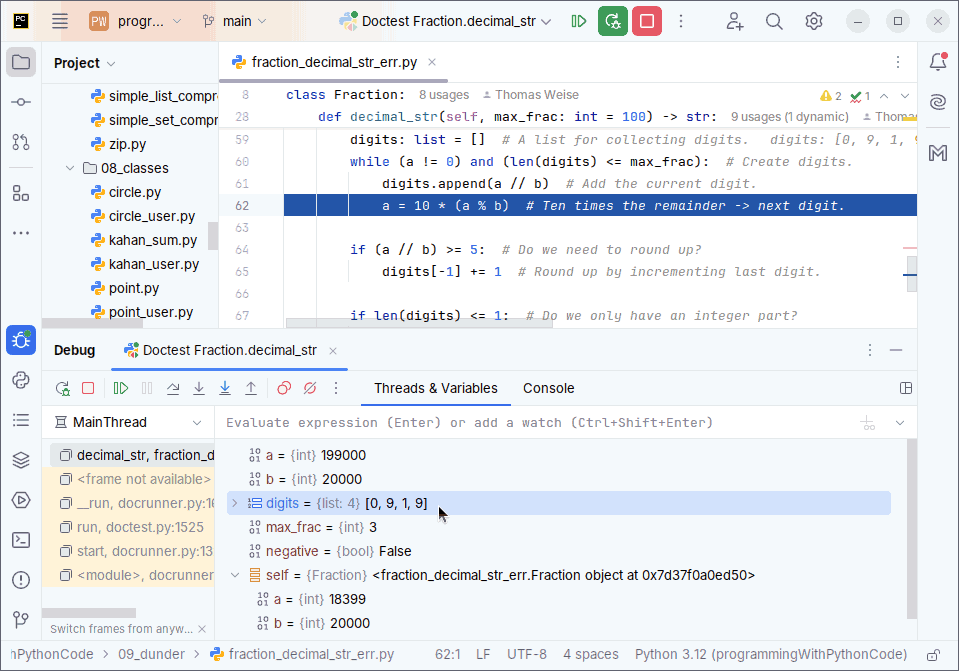 PC PW progr... main Doctest Fraction.decimal_str
Project
fraction_decimal_str_err.py
simple_list_compr
simple_set_compr
zip.py
08_classes
circle.py
circle_user.py
kahan_sum.py
kahan_user.py
point.py
point_user.py
8 class Fraction: 8 usages Thomas Weise 2 1
28 def decimal_str(self, max_frac: int = 100) -> str: 9 usages (1 dynamic) Thomas
59 digits: list = [] # A list for collecting digits. digits: [0, 9, 1, 9
60 while (a != 0) and (len(digits) <= max_frac): # Create digits.
61 digits.append(a // b) # Add the current digit.
62 a = 10 * (a % b) # Ten times the remainder -> next digit.
63
64 if (a // b) >= 5: # Do we need to round up?
65 digits[-1] += 1 # Round up by incrementing last digit.
66
67 if len(digits) <= 1: # Do we only have an integer part?
Debug Doctest Fraction.decimal_str
Threads & Variables Console
MainThread
Evaluate expression (Enter) or add a watch (Ctrl+Shift+Enter)
decimal_str, fraction_d
<frame not available>
__run, docrunner.py:1
run, doctest.py:1525
start, docrunner.py:13
<module>, docrunner
Switch frames from anyw...
a = {int} 199000
b = {int} 20000
digits = {list: 4} [0, 9, 1, 9]
max_frac = {int} 3
negative = {bool} False
self = {Fraction} <fraction_decimal_str_err.Fraction object at 0x7d37f0a0ed50>
a = {int} 18399
b = {int} 20000
hPythonCode > 09_dunder > fraction_decimal_str_err.py 62:1 LF UTF-8 4 spaces Python 3.12 (programmingWithPythonCode)